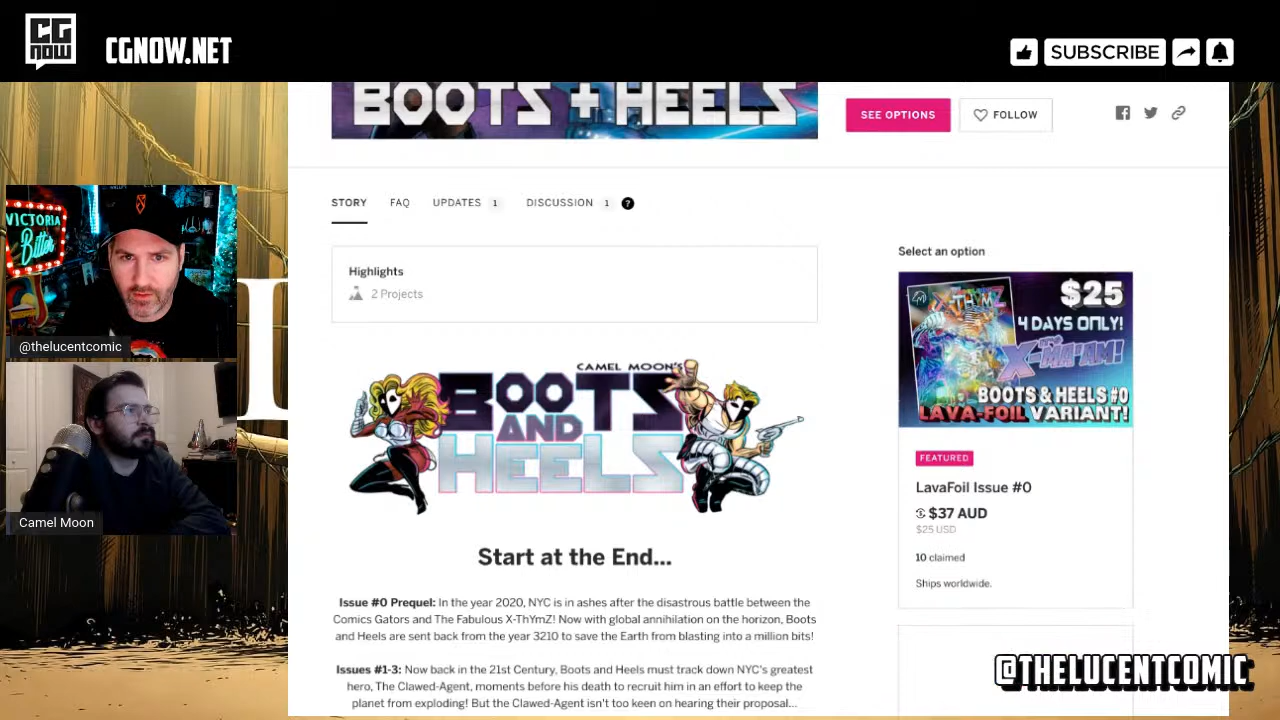 CG
NOW
CGNOW.NET
SUBSCRIBE
BOOTS + HEELS
SEE OPTIONS
FOLLOW
STORY
FAQ
UPDATES 1
DISCUSSION 1 ?
VICTORIA
Bitter
@thelucentcomic
Camel Moon
Highlights
2 Projects
CAMEL MOON'S
BOOTS
AND
HEELS
Start at the End...
Issue #0 Prequel: In the year 2020, NYC is in ashes after the disastrous battle between the
Comics Gators and The Fabulous X-ThYmZ! Now with global annihilation on the horizon, Boots
and Heels are sent back from the year 3210 to save the Earth from blasting into a million bits!
Issues #1-3: Now back in the 21st Century, Boots and Heels must track down NYC's greatest
hero, The Clawed-Agent, moments before his death to recruit him in an effort to keep the
planet from exploding! But the Clawed-Agent isn't too keen on hearing their proposal...
Select an option
$25
4 DAYS ONLY!
X-MA'AM!
BOOTS & HEELS #0
LAVA-FOIL VARIANT!
FEATURED
LavaFoil Issue #0
$37 AUD
$25 USD
10 claimed
Ships worldwide.
@THELUCENTCOMIC